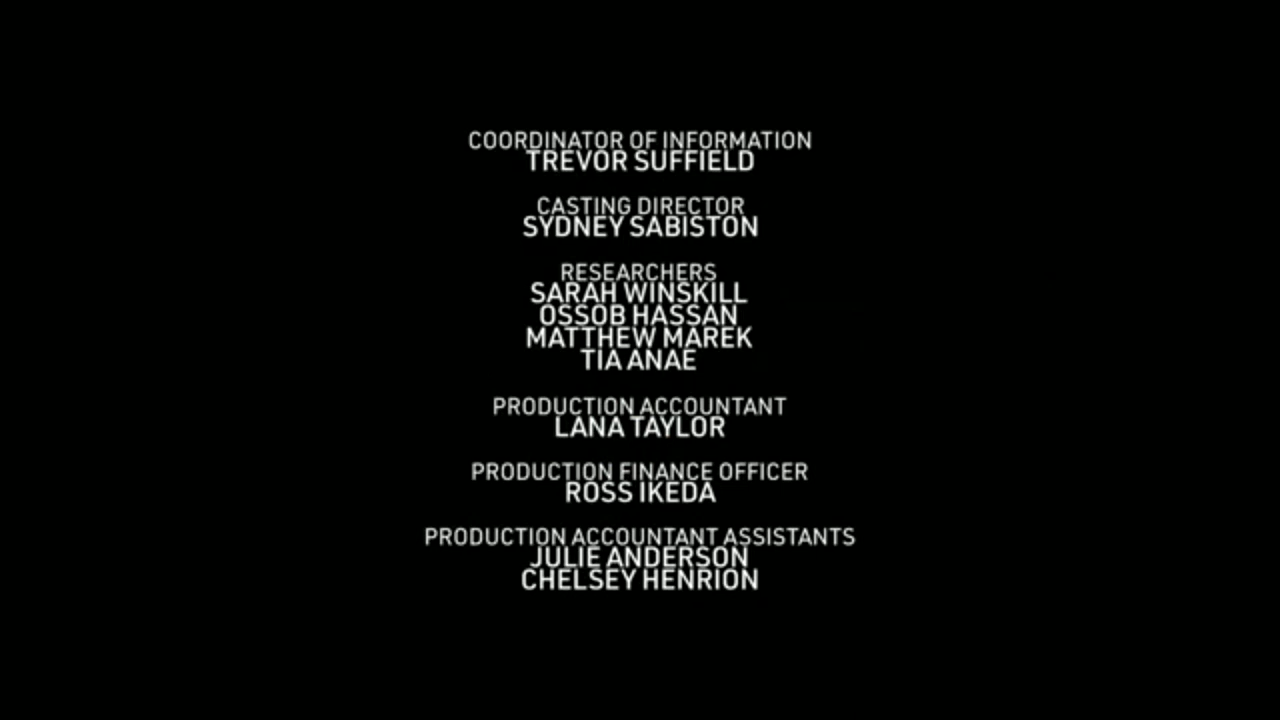 COORDINATOR OF INFORMATION
TREVOR SUFFIELD
CASTING DIRECTOR
SYDNEY SABISTON
RESEARCHERS
SARAH WINSKILL
OSSOB HASSAN
MATTHEW MAREK
TIA ANAE
PRODUCTION ACCOUNTANT
LANA TAYLOR
PRODUCTION FINANCE OFFICER
ROSS IKEDA
PRODUCTION ACCOUNTANT ASSISTANTS
JULIE ANDERSON
CHELSEY HENRION